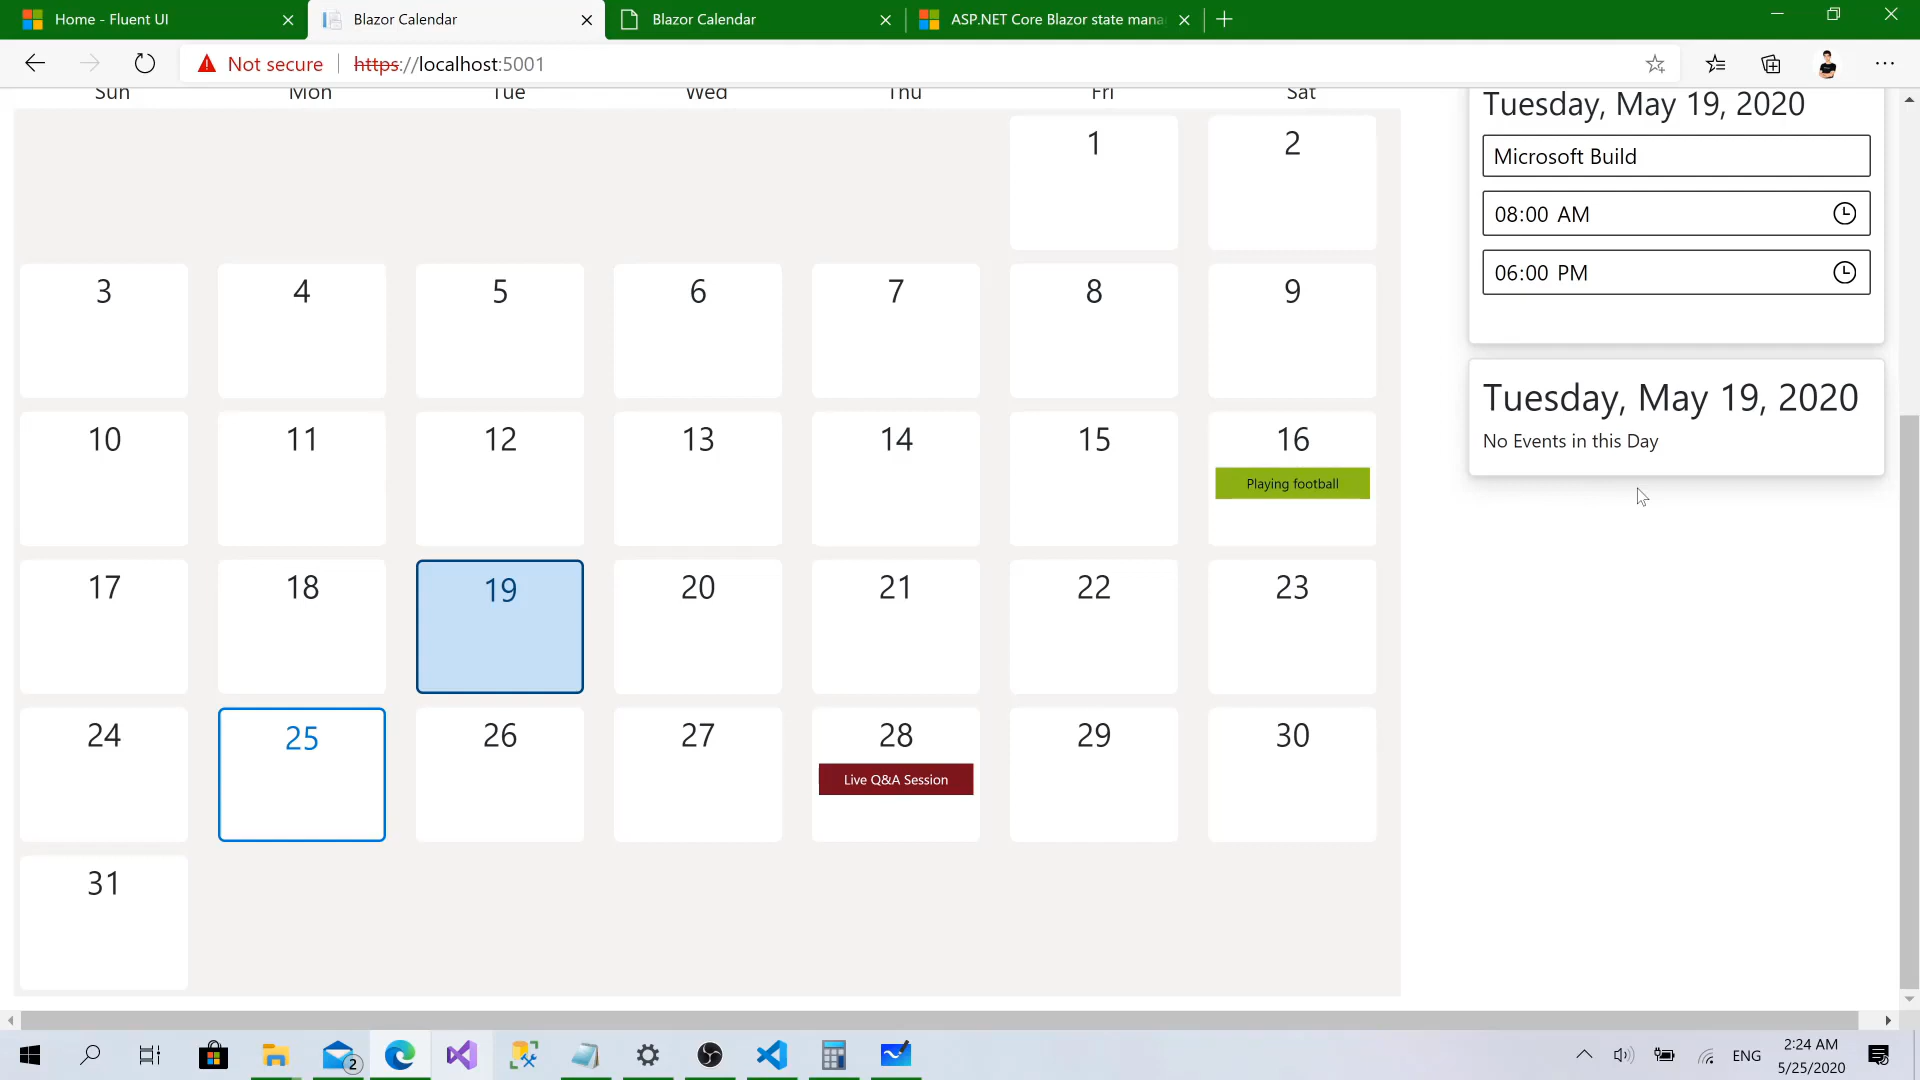 Home - Fluent UI
Blazor Calendar
Blazor Calendar
ASP.NET Core Blazor state mana
Not secure
https://localhost:5001
Sun Mon Tue Wed Thu Fri Sat
1 2
3 4 5 6 7 8 9
10 11 12 13 14 15 16
Playing football
17 18 19 20 21 22 23
24 25 26 27 28 29 30
Live Q&A Session
31
Tuesday, May 19, 2020
Microsoft Build
08:00 AM
06:00 PM
Tuesday, May 19, 2020
No Events in this Day
2
ENG
2:24 AM
5/25/2020